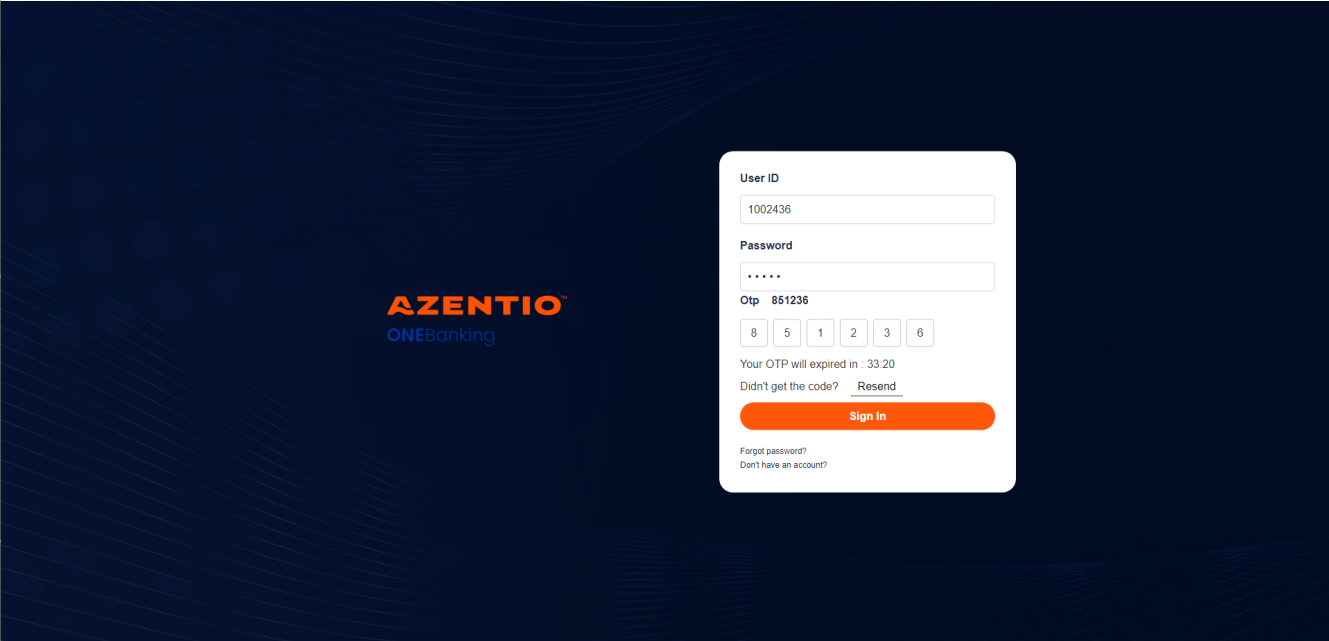 User ID
1002436
Password
•••••
Otp 851236
8 5 1 2 3 6
Your OTP will expired in : 33:20
Didn't get the code? Resend
Sign In
Forgot password?
Don't have an account?
AZENTIO™
ONEBanking